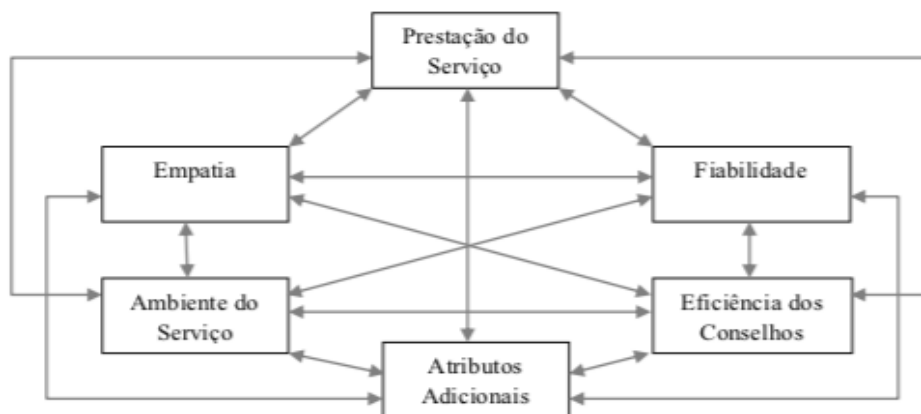 Prestação do
Serviço
Empatia
Fiabilidade
Ambiente do
Serviço
Eficiência dos
Conselhos
Atributos
Adicionais